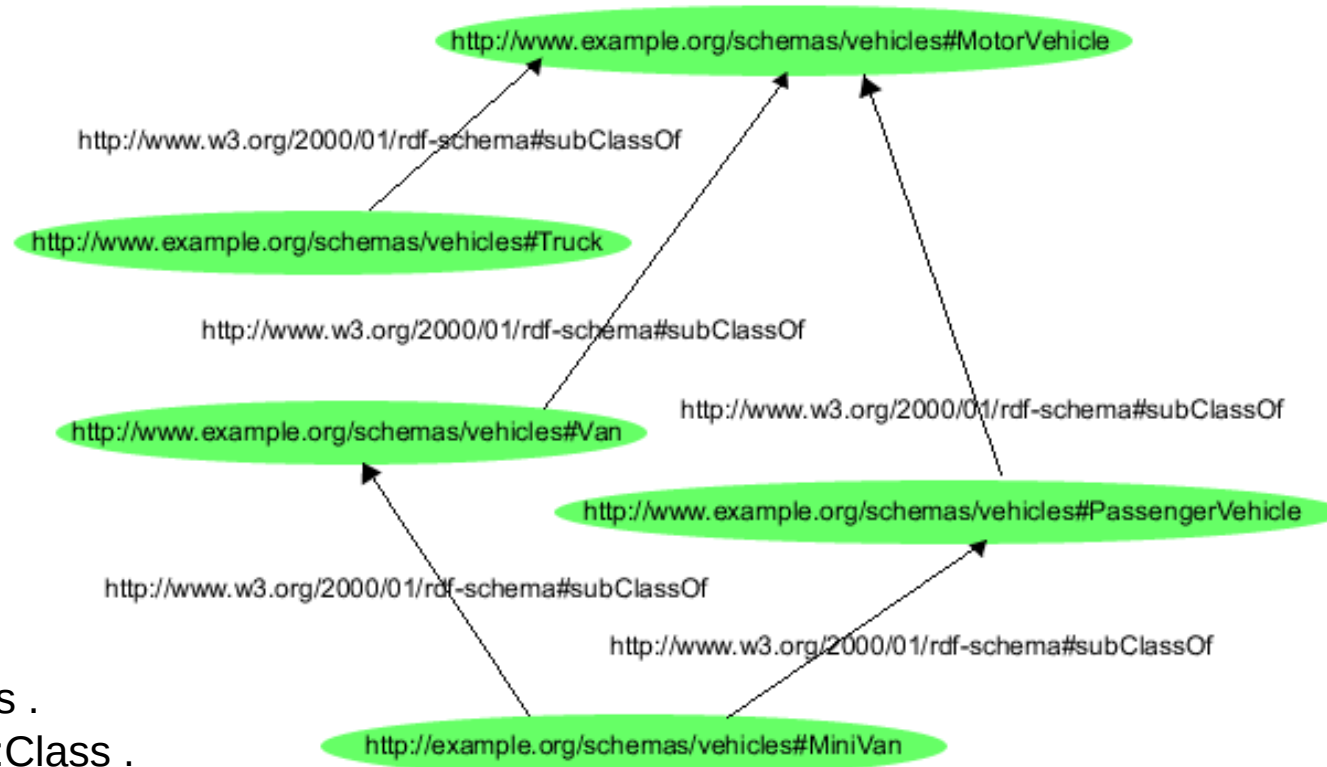 http://www.example.org/schemas/vehicles#MotorVehicle
http://www.w3.org/2000/01/rdf-schema#subClassOf
http://www.example.org/schemas/vehicles#Truck
http://www.w3.org/2000/01/rdf-schema#subClassOf
http://www.w3.org/2000/01/rdf-schema#subClassOf
http://www.example.org/schemas/vehicles#Van
http://www.example.org/schemas/vehicles#PassengerVehicle
http://www.w3.org/2000/01/rdf-schema#subClassOf
http://www.w3.org/2000/01/rdf-schema#subClassOf
s .
:Class .
http://example.org/schemas/vehicles#MiniVan